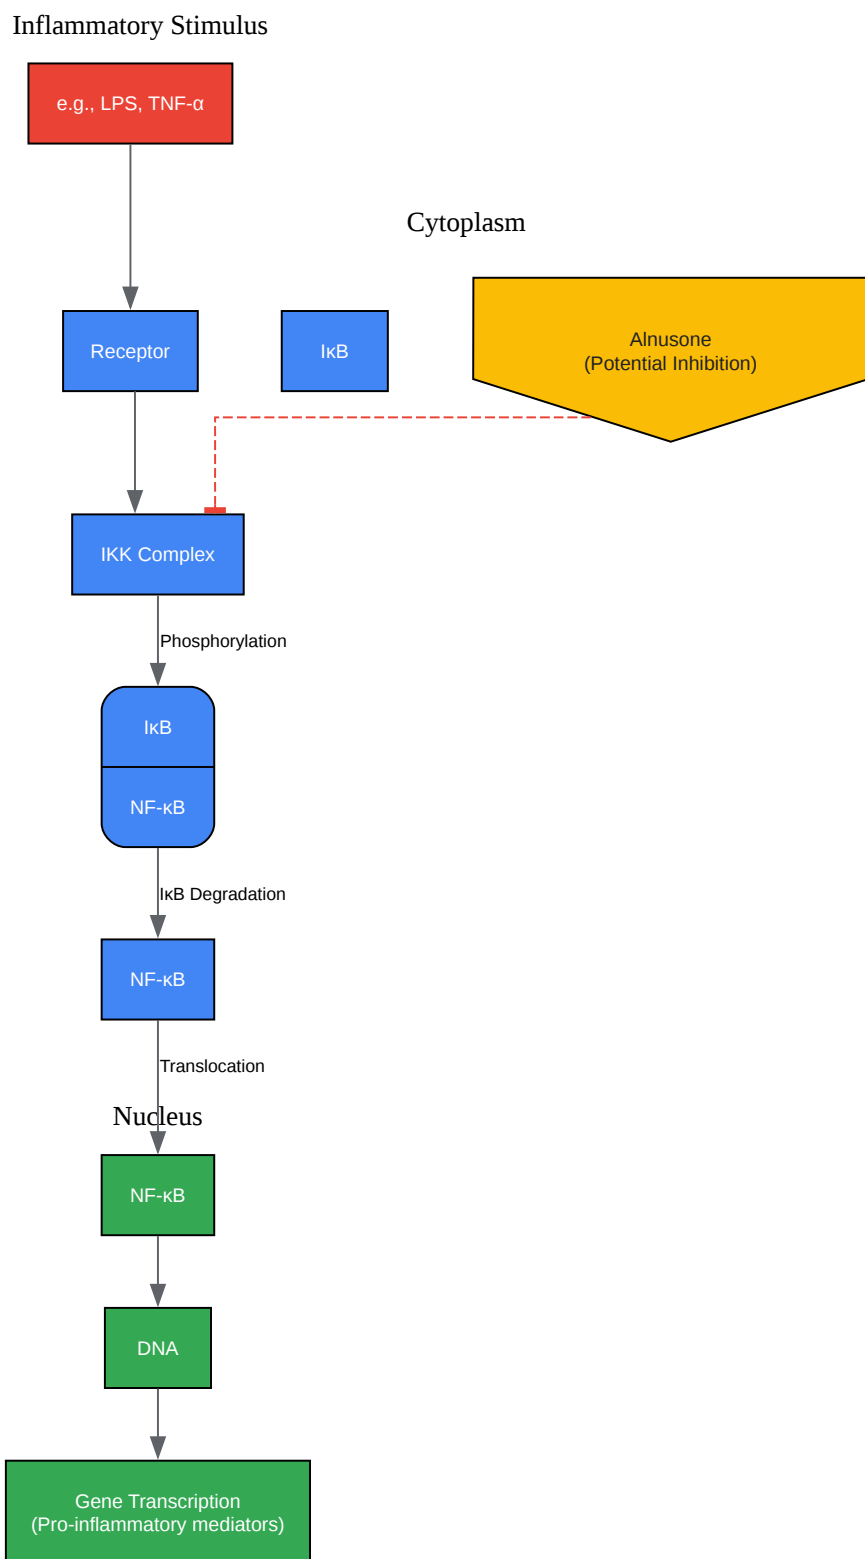 Inflammatory Stimulus
e.g., LPS, TNF-α
Cytoplasm
Receptor
IκB
Alnusone
(Potential Inhibition)
IKK Complex
Phosphorylation
IκB
NF-κB
IκB Degradation
NF-κB
Translocation
Nucleus
NF-κB
DNA
Gene Transcription
(Pro-inflammatory mediators)